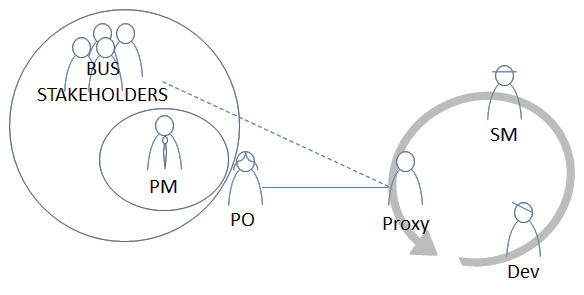 BUS
STAKEHOLDERS
PM
PO
Proxy
SM
Dev